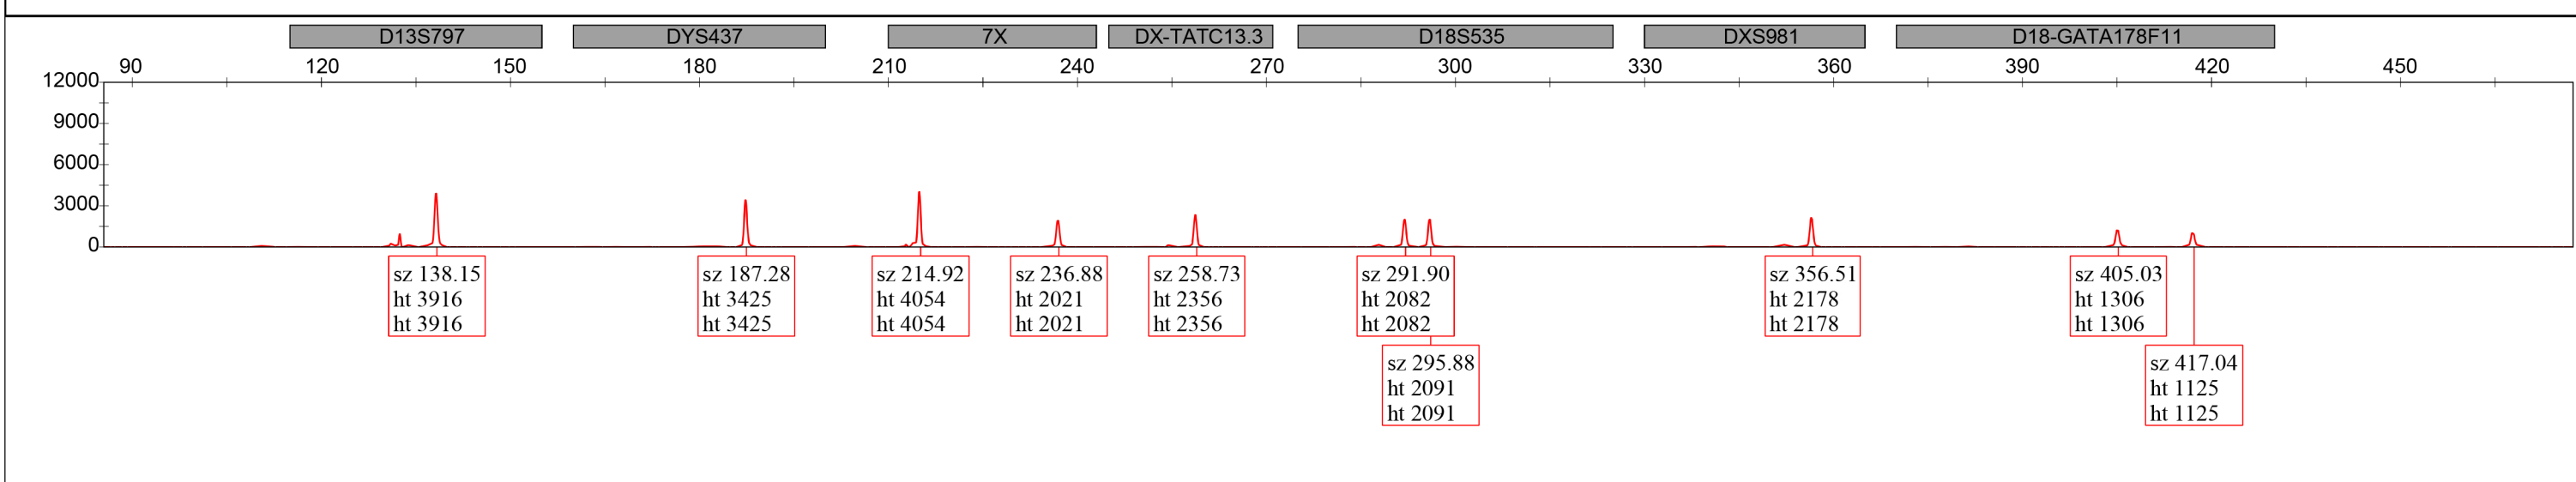 D13S797 DYS437 7X DX-TATC13.3 D18S535 DXS981 D18-GATA178F11
90 120 150 180 210 240 270 300 330 360 390 420 450
12000
9000
6000
3000
0
sz 138.15
ht 3916
ht 3916
sz 187.28
ht 3425
ht 3425
sz 214.92
ht 4054
ht 4054
sz 236.88
ht 2021
ht 2021
sz 258.73
ht 2356
ht 2356
sz 291.90
ht 2082
ht 2082
sz 295.88
ht 2091
ht 2091
sz 356.51
ht 2178
ht 2178
sz 405.03
ht 1306
ht 1306
sz 417.04
ht 1125
ht 1125